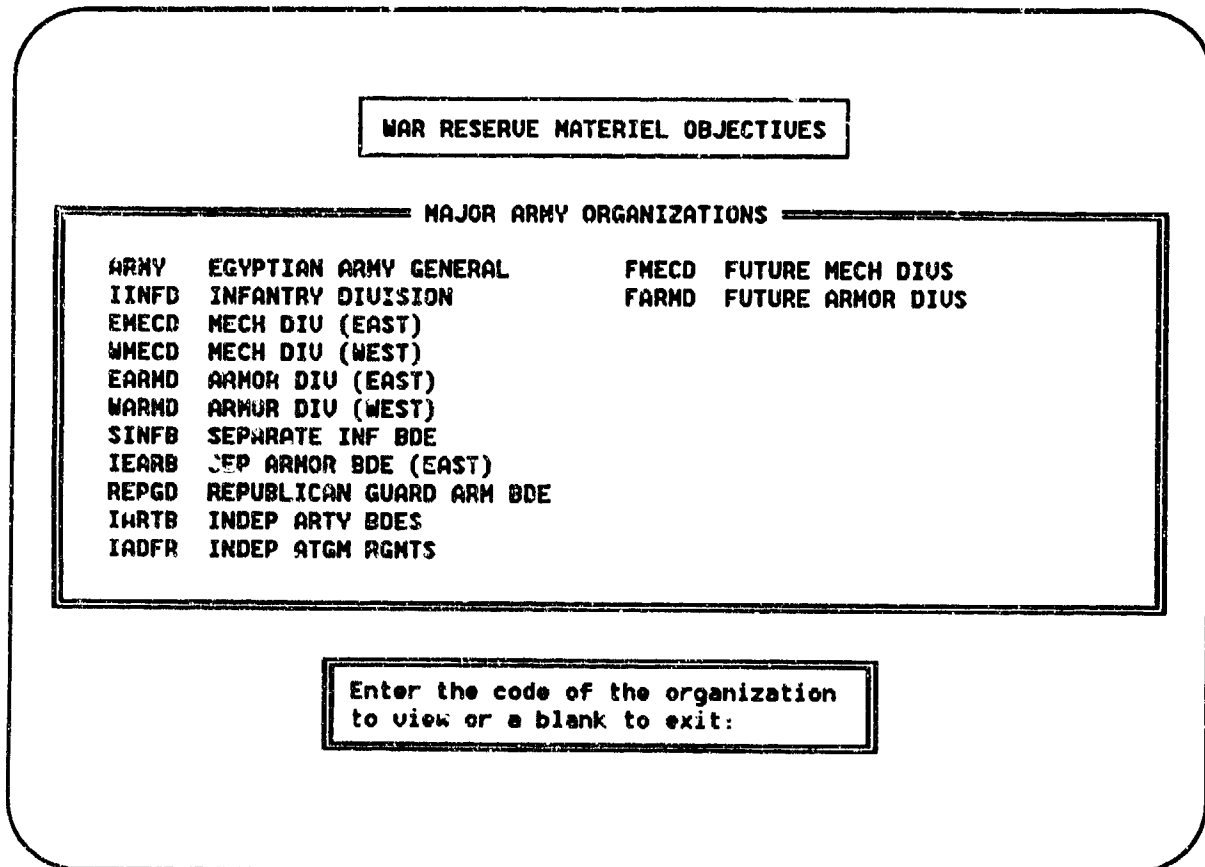 WAR RESERVE MATERIEL OBJECTIVES
MAJOR ARMY ORGANIZATIONS
ARMY EGYPTIAN ARMY GENERAL FMECD FUTURE MECH DIVS
IINFD INFANTRY DIVISION FARMD FUTURE ARMOR DIVS
EMECD MECH DIV (EAST)
WMECD MECH DIV (WEST)
EARMD ARMOR DIV (EAST)
WARMD ARMOR DIV (WEST)
SINFB SEPARATE INF BDE
IEARB SEP ARMOR BDE (EAST)
REPGD REPUBLICAN GUARD ARM BDE
IARTB INDEP ARTY BDES
IADFR INDEP ATGM RGMTS
Enter the code of the organization
to view or a blank to exit: